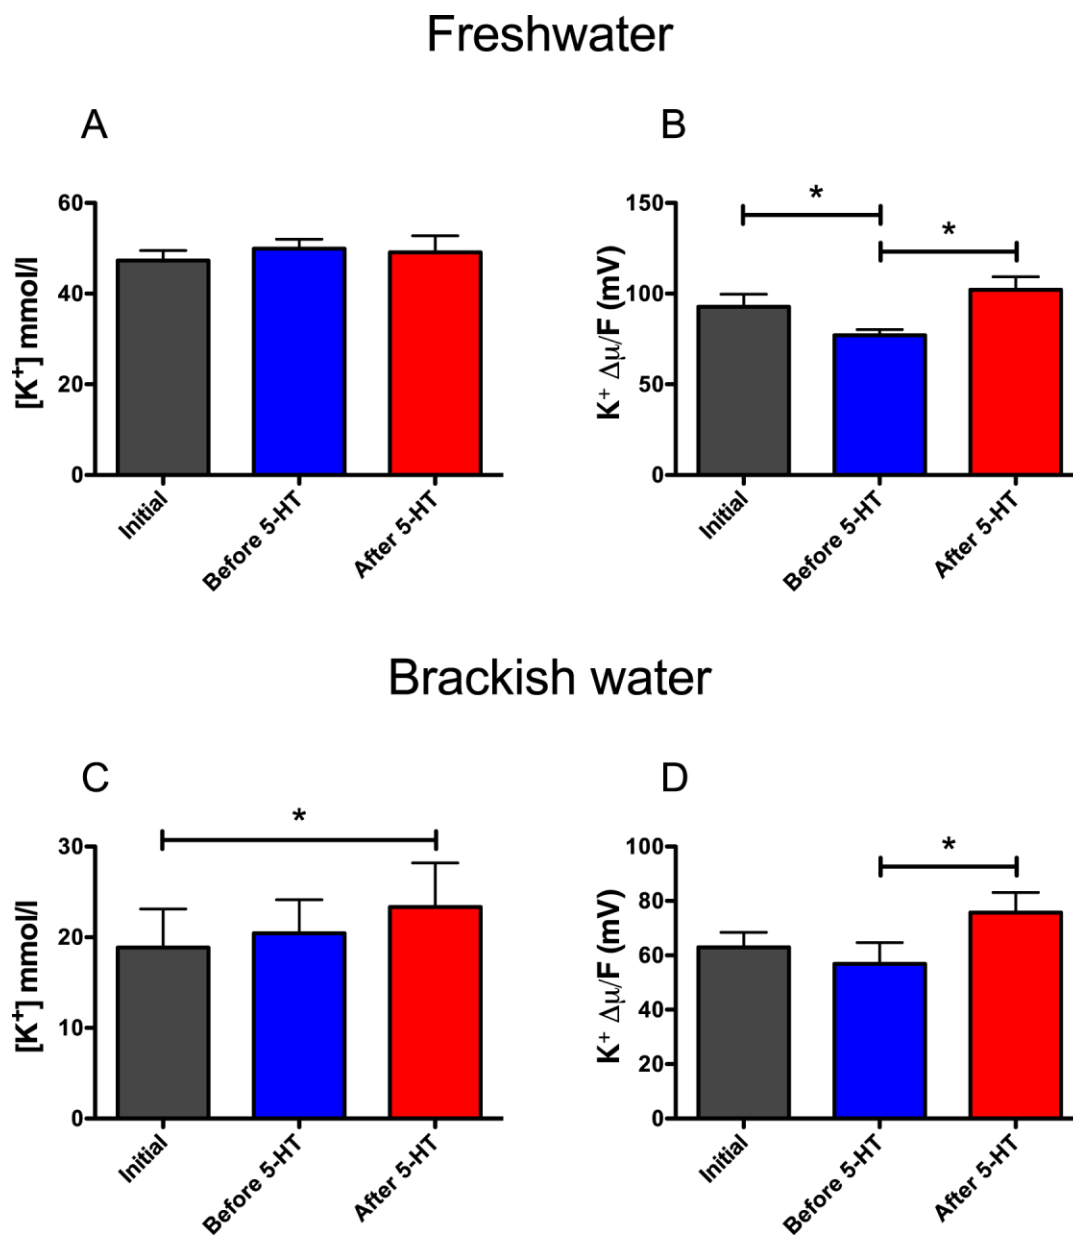 Freshwater
A
[K⁺] mmol/l
60
40
20
0
Initial
Before 5-HT
After 5-HT
B
K⁺ Δμ/F (mV)
150
100
50
0
*
*
Initial
Before 5-HT
After 5-HT
Brackish water
C
[K⁺] mmol/l
30
20
10
0
*
Initial
Before 5-HT
After 5-HT
D
K⁺ Δμ/F (mV)
100
80
60
40
20
0
*
Initial
Before 5-HT
After 5-HT